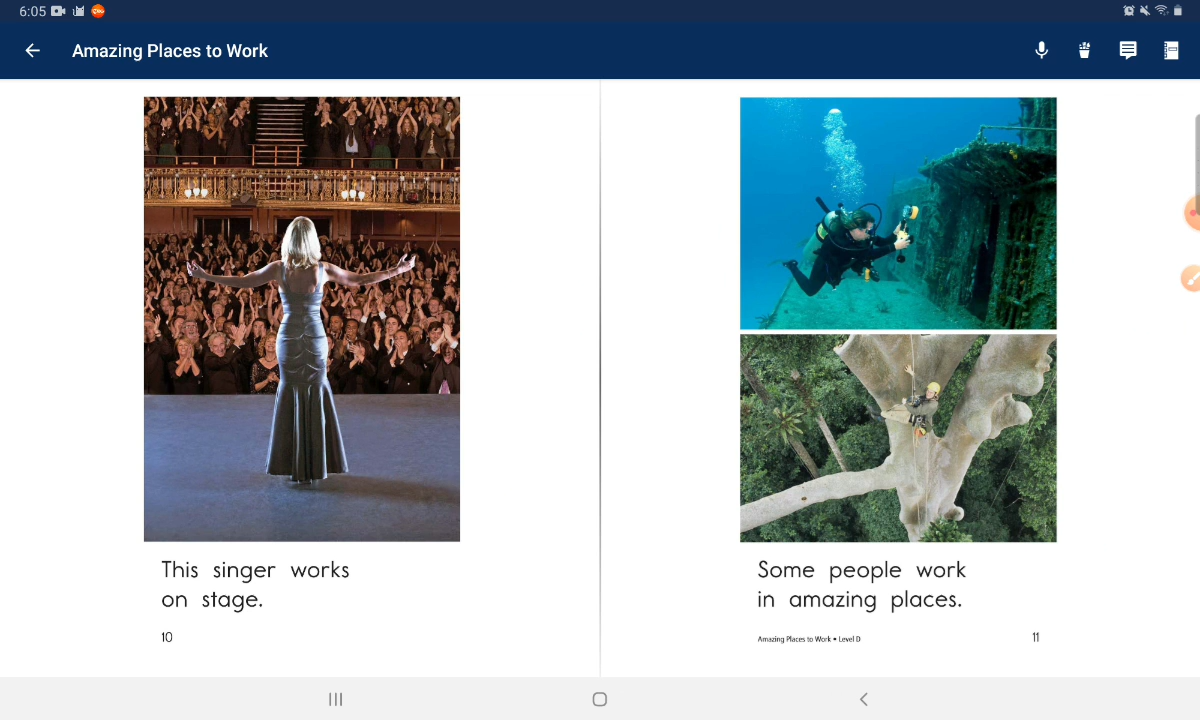 6:05
Amazing Places to Work
This singer works
on stage.
10
Some people work
in amazing places.
Amazing Places to Work • Level D
11